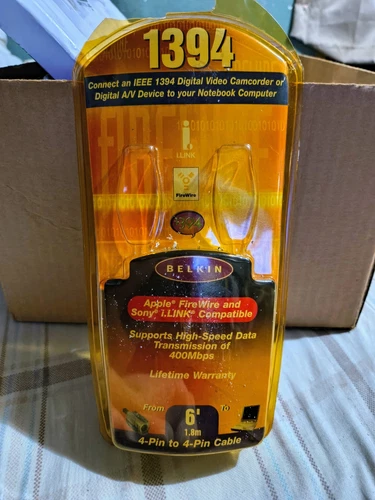 1394
Connect an IEEE 1394 Digital Video Camcorder or
Digital A/V Device to your Notebook Computer
FIRE
i.
i.LINK
FireWire
BELKIN
Apple® FireWire and
Sony® i.LINK® Compatible
Supports High-Speed Data
Transmission of
400Mbps
Lifetime Warranty
From
6'
To
1.8m
4-Pin to 4-Pin Cable